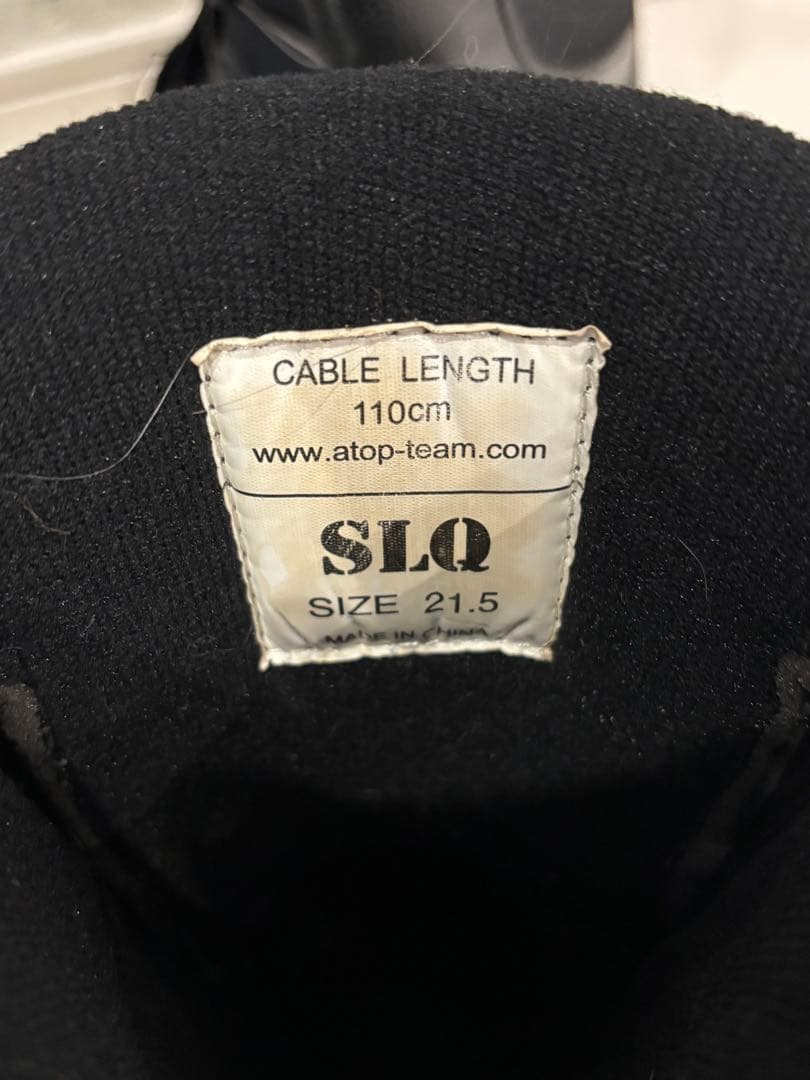 CABLE LENGTH
110cm
www.atop-team.com
SLQ
SIZE 21.5
MADE IN CHINA